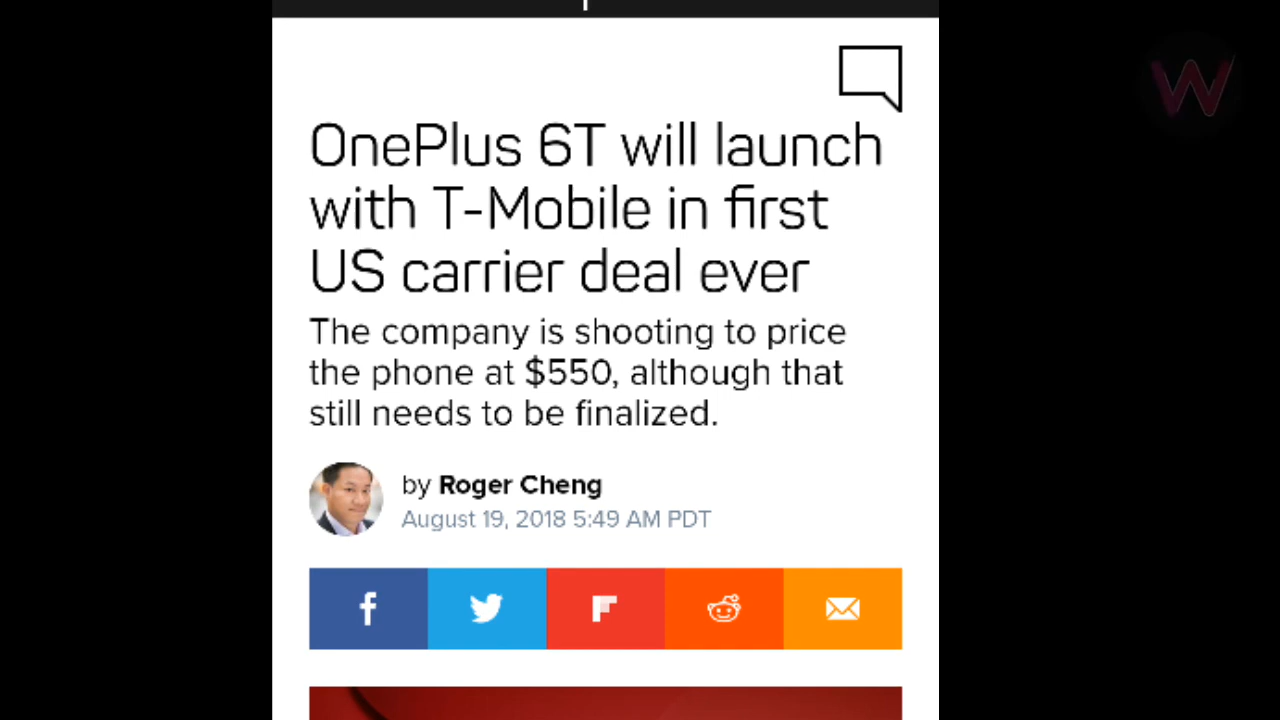 OnePlus 6T will launch
with T-Mobile in first
US carrier deal ever
The company is shooting to price
the phone at $550, although that
still needs to be finalized.
by Roger Cheng
August 19, 2018 5:49 AM PDT
W